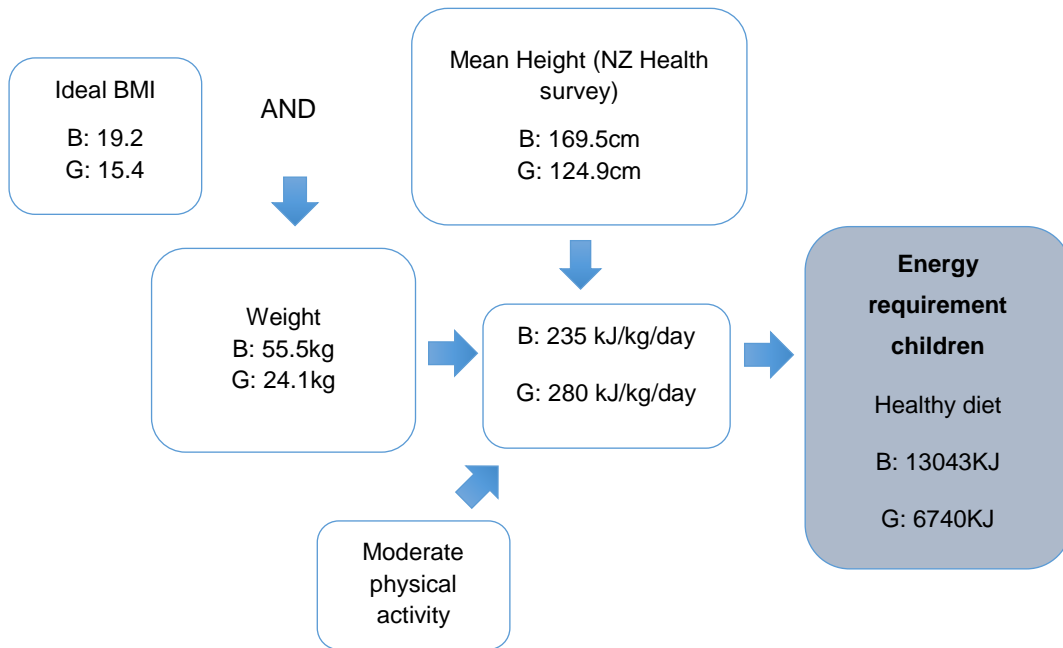 Ideal BMI
B: 19.2
G: 15.4
AND
Mean Height (NZ Health
survey)
B: 169.5cm
G: 124.9cm
Weight
B: 55.5kg
G: 24.1kg
B: 235 kJ/kg/day
G: 280 kJ/kg/day
Moderate
physical
activity
Energy
requirement
children
Healthy diet
B: 13043KJ
G: 6740KJ